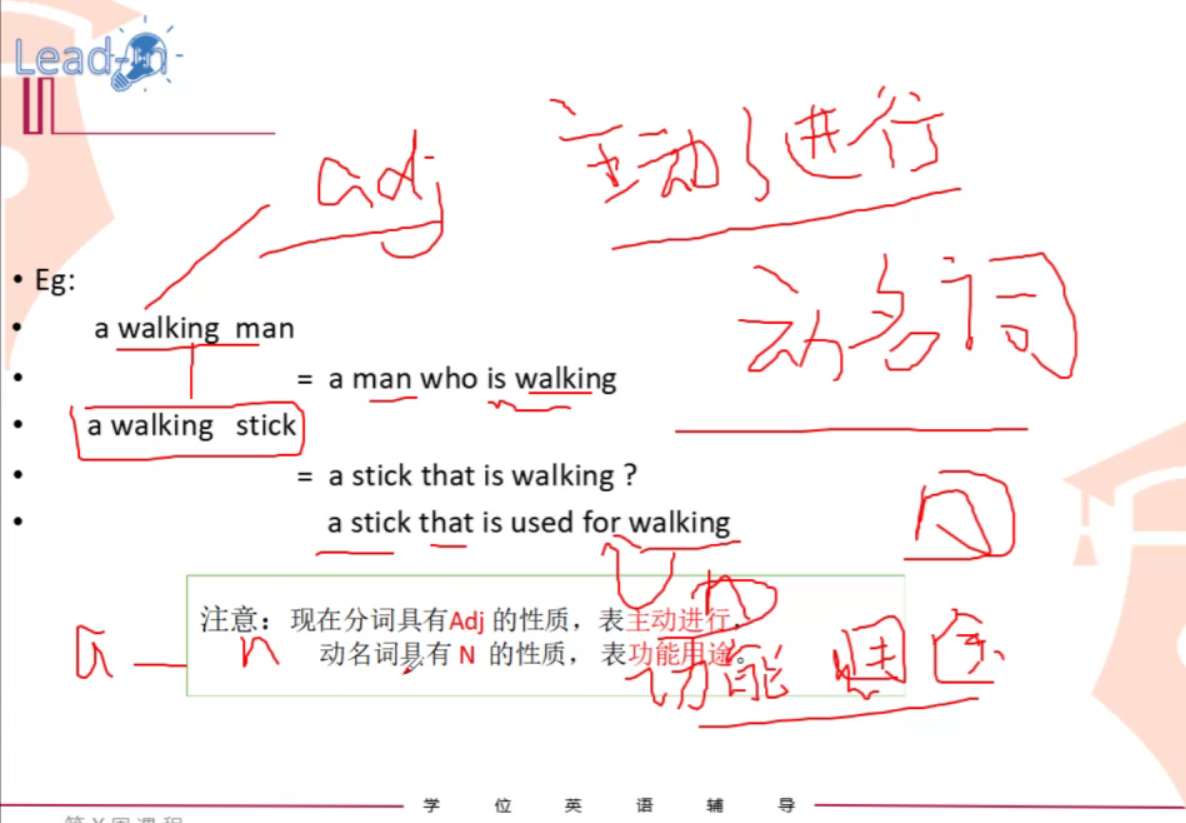 Lead-in
adj
主动 进行
• Eg:
动名词
• a walking man
• = a man who is walking
• a walking stick
• = a stick that is walking ?
• a stick that is used for walking
n
n
注意：现在分词具有Adj 的性质，表主动进行，
a — n 动名词具有 N 的性质， 表功能用途。
功能 用途
学 位 英 语 辅 导